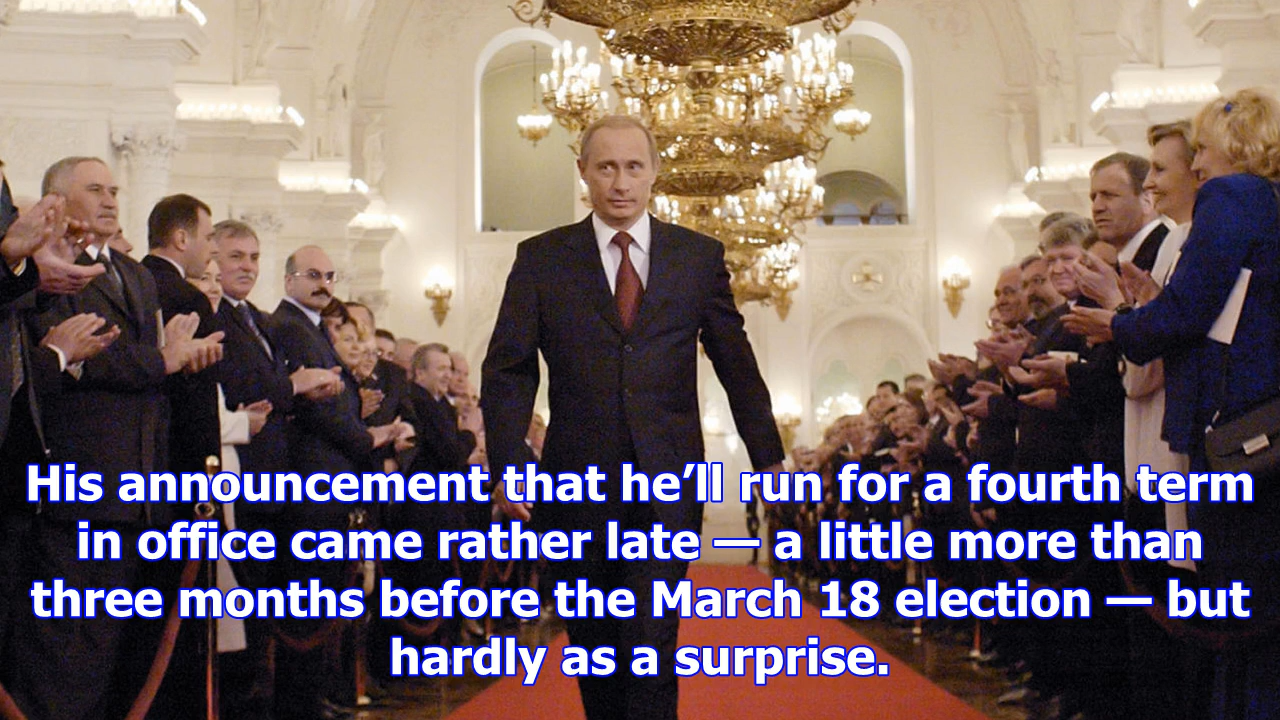 His announcement that he’ll run for a fourth term
in office came rather late — a little more than
three months before the March 18 election — but
hardly as a surprise.